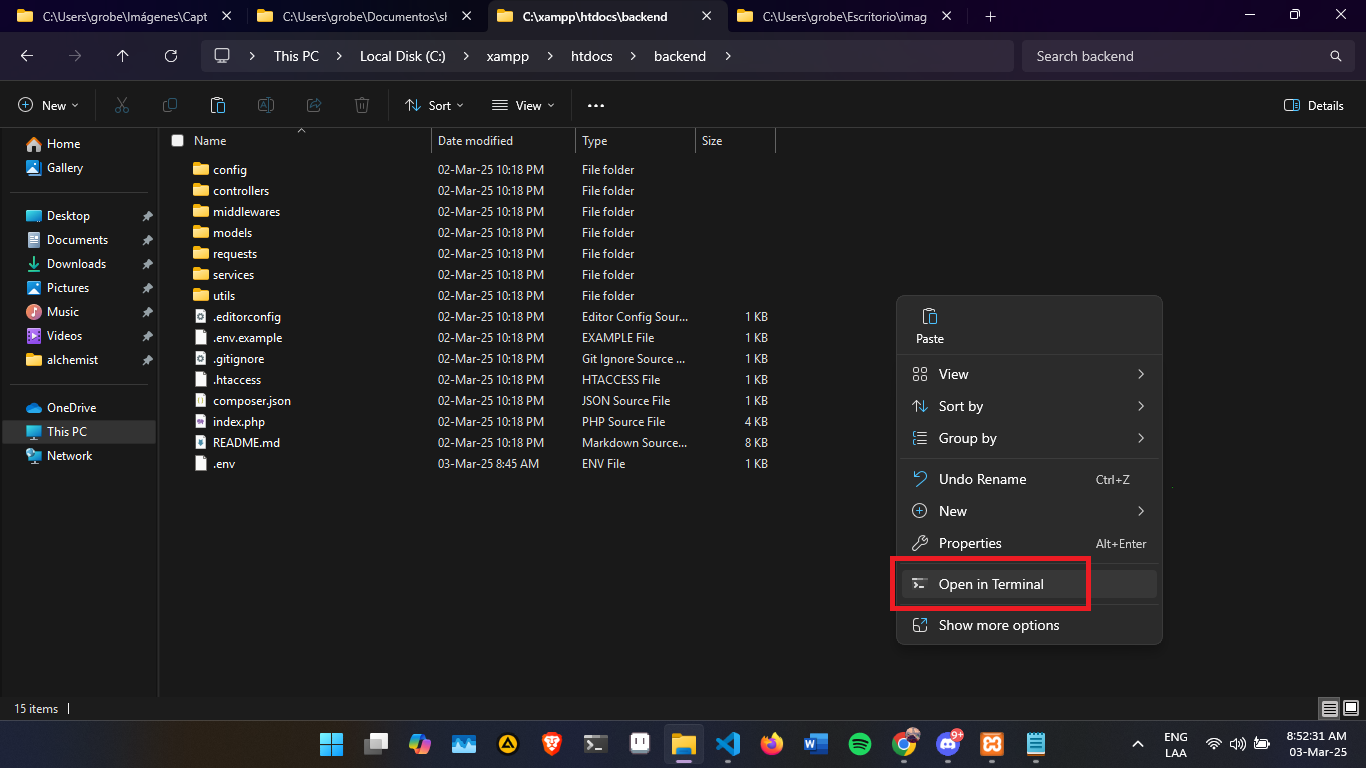 C:\Users\grobe\Imágenes\Capt
C:\Users\grobe\Documentos\sl
C:\xampp\htdocs\backend
C:\Users\grobe\Escritorio\imag
This PC > Local Disk (C:) > xampp > htdocs > backend >
Search backend
New
Sort
View
Details
Home
Gallery
Desktop
Documents
Downloads
Pictures
Music
Videos
alchemist
OneDrive
This PC
Network
Name Date modified Type Size
config 02-Mar-25 10:18 PM File folder
controllers 02-Mar-25 10:18 PM File folder
middlewares 02-Mar-25 10:18 PM File folder
models 02-Mar-25 10:18 PM File folder
requests 02-Mar-25 10:18 PM File folder
services 02-Mar-25 10:18 PM File folder
utils 02-Mar-25 10:18 PM File folder
.editorconfig 02-Mar-25 10:18 PM Editor Config Sour... 1 KB
.env.example 02-Mar-25 10:18 PM EXAMPLE File 1 KB
.gitignore 02-Mar-25 10:18 PM Git Ignore Source ... 1 KB
.htaccess 02-Mar-25 10:18 PM HTACCESS File 1 KB
composer.json 02-Mar-25 10:18 PM JSON Source File 1 KB
index.php 02-Mar-25 10:18 PM PHP Source File 4 KB
README.md 02-Mar-25 10:18 PM Markdown Source... 8 KB
.env 03-Mar-25 8:45 AM ENV File 1 KB
Paste
View
Sort by
Group by
Undo Rename Ctrl+Z
New
Properties Alt+Enter
Open in Terminal
Show more options
15 items
9+
ENG
LAA
8:52:31 AM
03-Mar-25